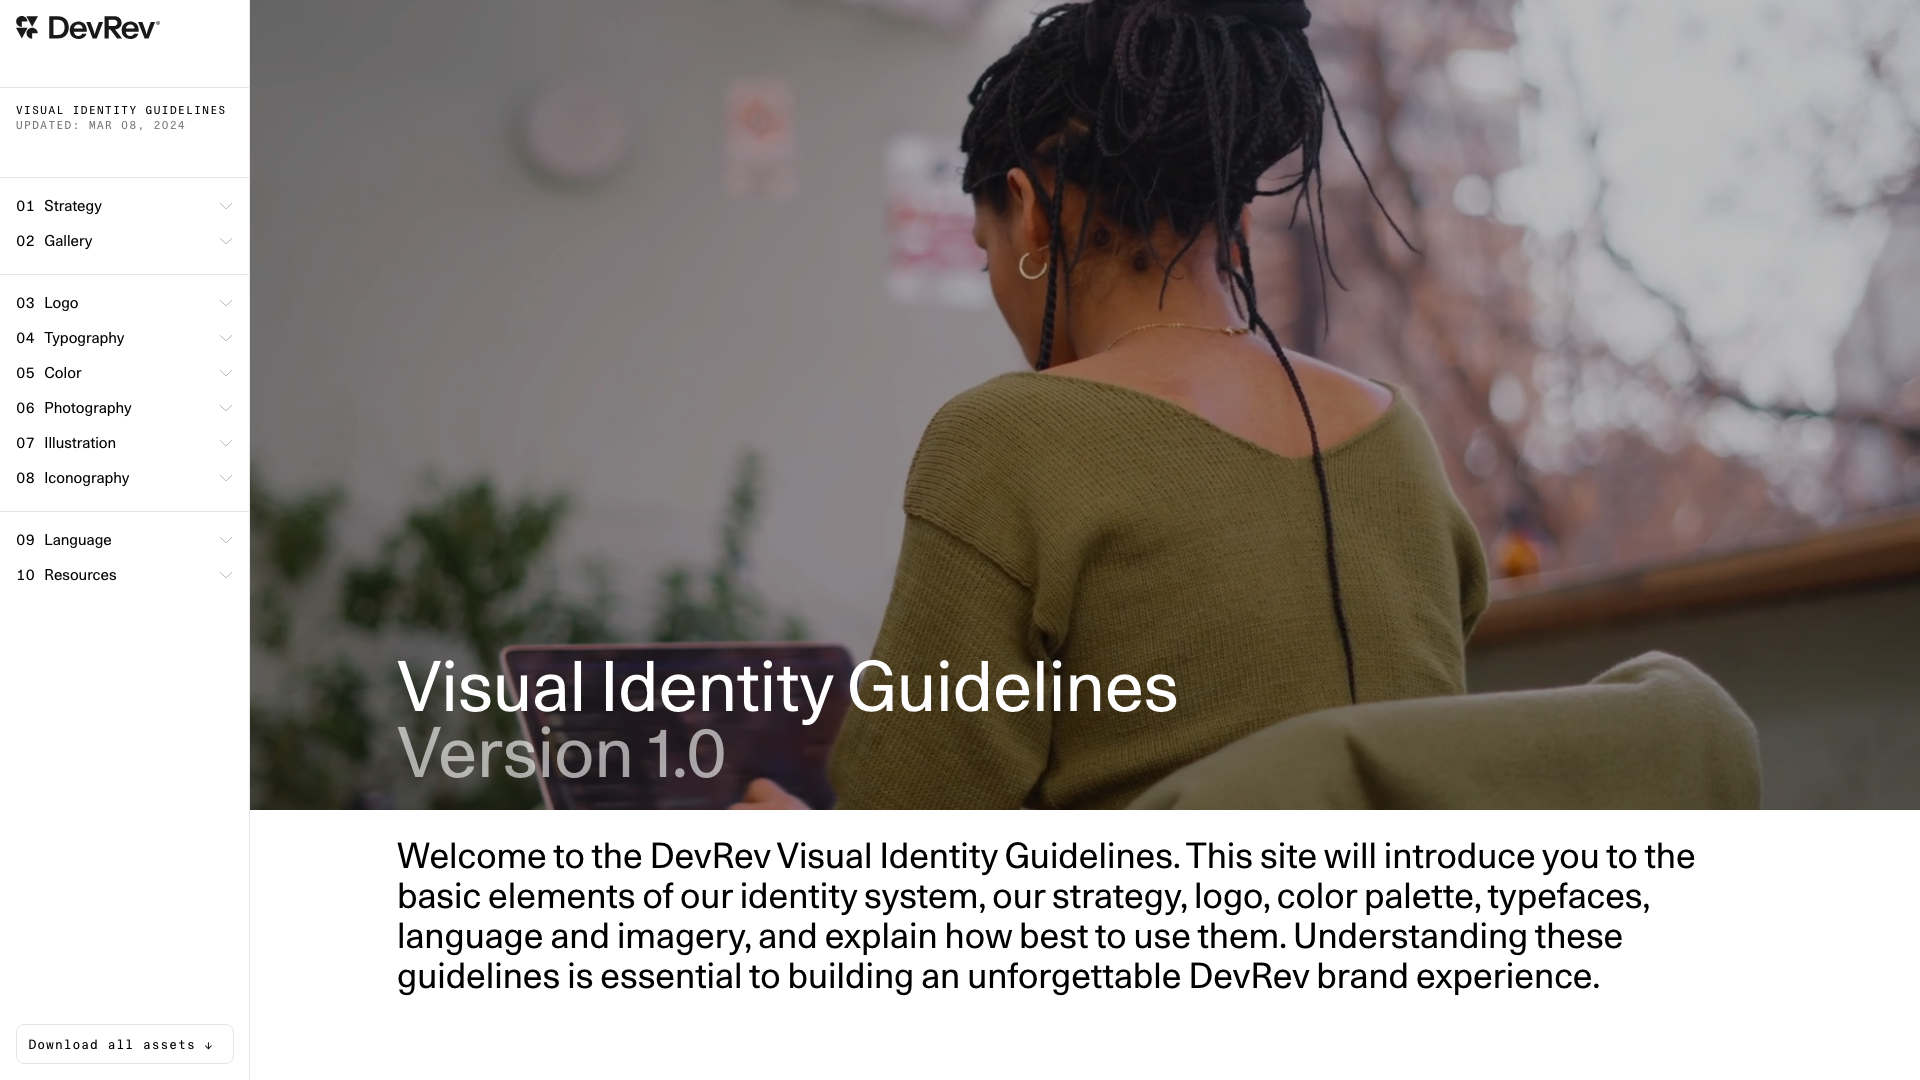 DevRev®
VISUAL IDENTITY GUIDELINES
UPDATED: MAR 08, 2024
01 Strategy
02 Gallery
03 Logo
04 Typography
05 Color
06 Photography
07 Illustration
08 Iconography
09 Language
10 Resources
Download all assets ↓
Visual Identity Guidelines
Version 1.0
Welcome to the DevRev Visual Identity Guidelines. This site will introduce you to the
basic elements of our identity system, our strategy, logo, color palette, typefaces,
language and imagery, and explain how best to use them. Understanding these
guidelines is essential to building an unforgettable DevRev brand experience.